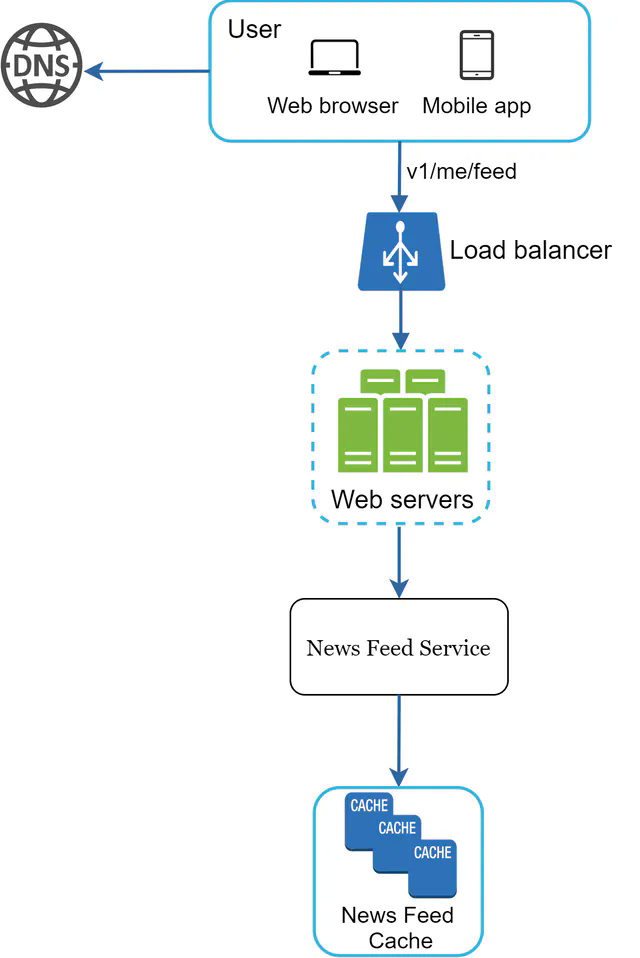 User
DNS
Web browser
Mobile app
v1/me/feed
Load balancer
Web servers
News Feed Service
CACHE
CACHE
CACHE
News Feed
Cache